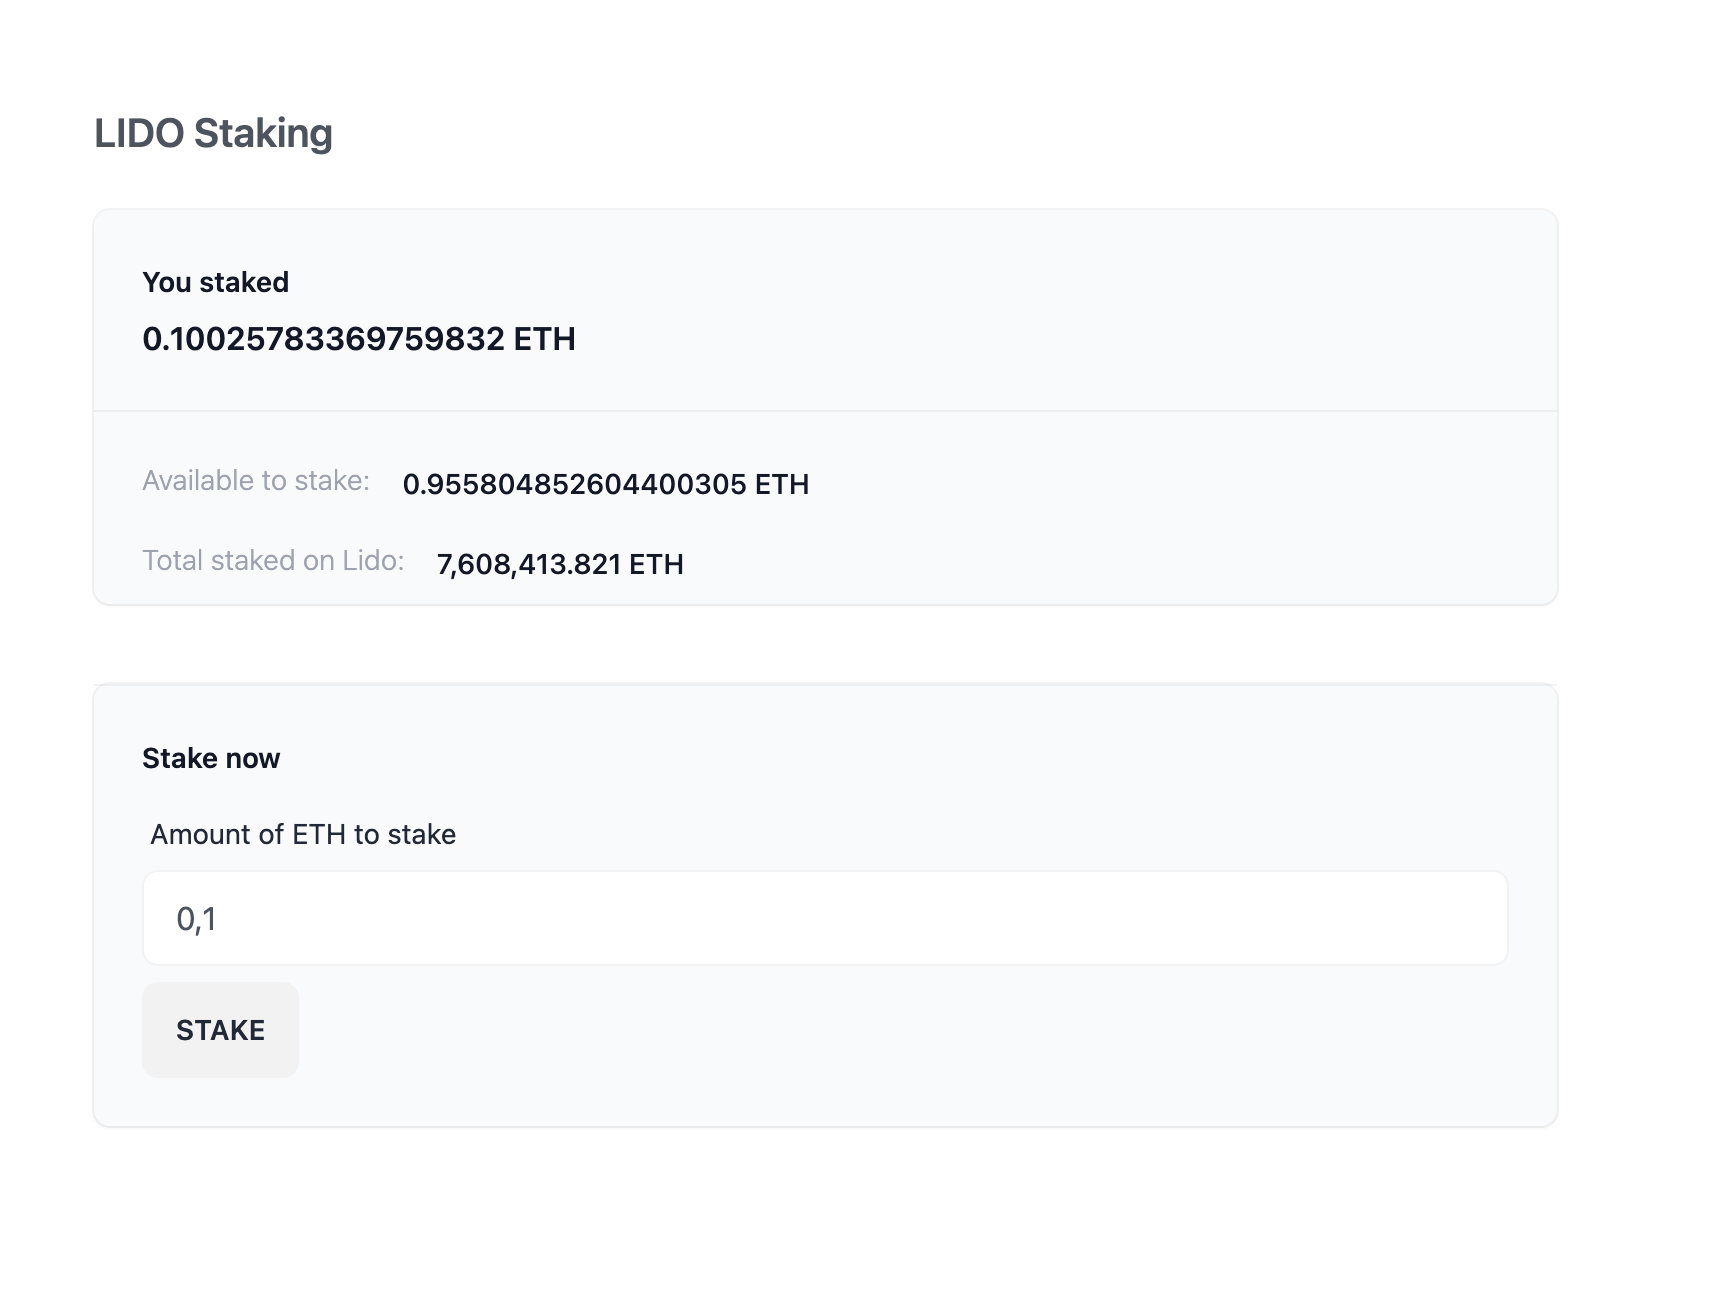 LIDO Staking
You staked
0.10025783369759832 ETH
Available to stake: 0.955804852604400305 ETH
Total staked on Lido: 7,608,413.821 ETH
Stake now
Amount of ETH to stake
0,1
STAKE